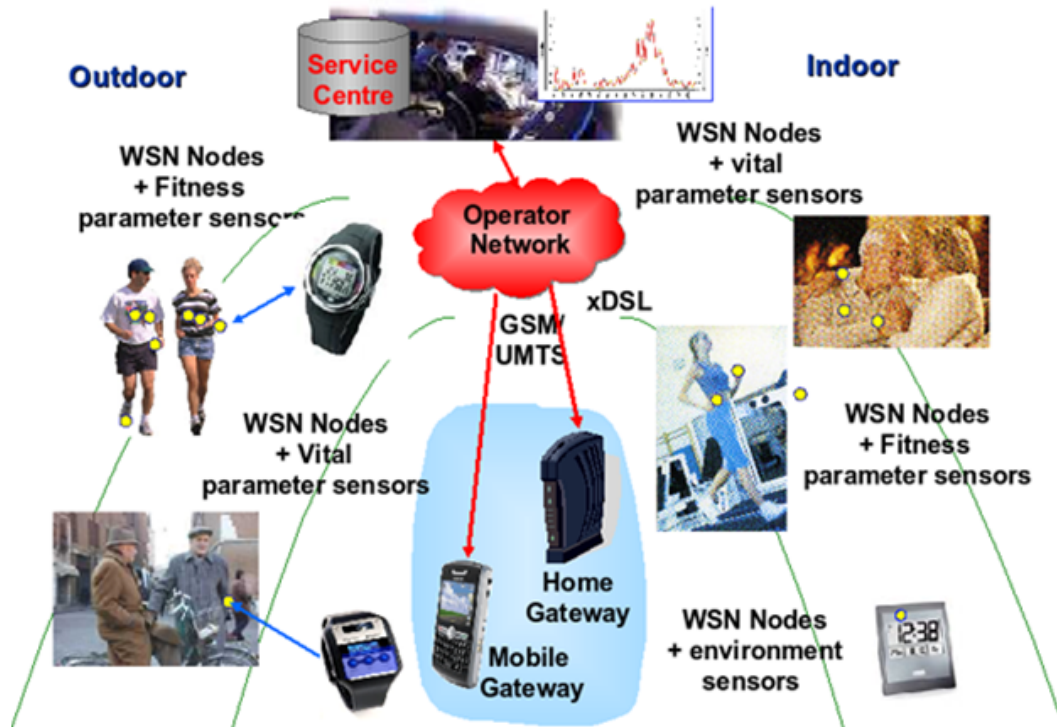 Outdoor
Service
Centre
Indoor
WSN Nodes
+ Fitness
parameter sensors
WSN Nodes
+ vital
parameter sensors
Operator
Network
xDSL
GSM/
UMTS
WSN Nodes
+ Vital
parameter sensors
WSN Nodes
+ Fitness
parameter sensors
Home
Gateway
Mobile
Gateway
WSN Nodes
+ environment
sensors
12:38